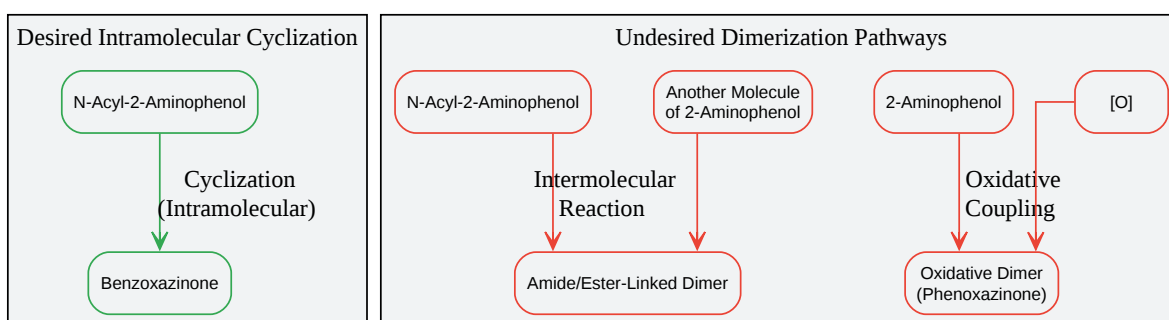 Desired Intramolecular Cyclization
N-Acyl-2-Aminophenol
Cyclization
(Intramolecular)
Benzoxazinone
Undesired Dimerization Pathways
N-Acyl-2-Aminophenol
Another Molecule
of 2-Aminophenol
2-Aminophenol
[O]
Intermolecular
Reaction
Oxidative
Coupling
Amide/Ester-Linked Dimer
Oxidative Dimer
(Phenoxazinone)